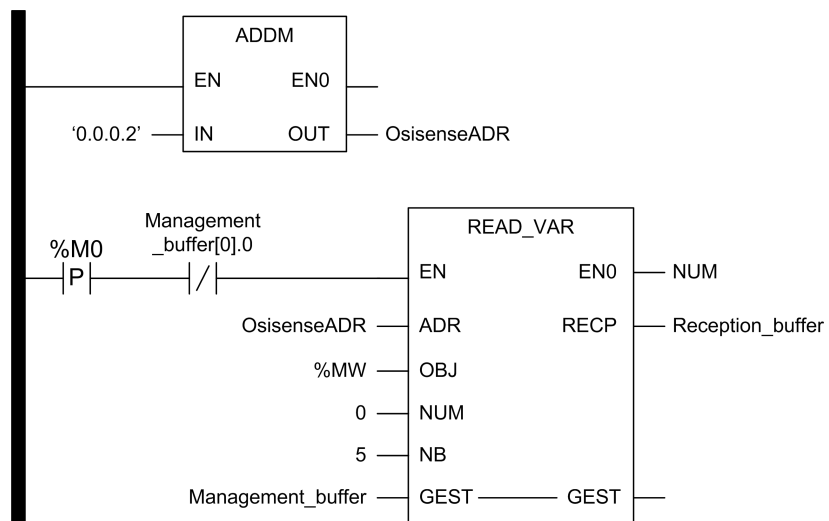 ADDM
EN EN0
‘0.0.0.2’ IN OUT OsisenseADR
Management
_buffer[0].0
READ_VAR
%M0
P
EN EN0 NUM
OsisenseADR ADR RECP Reception_buffer
%MW OBJ
0 NUM
5 NB
Management_buffer GEST GEST